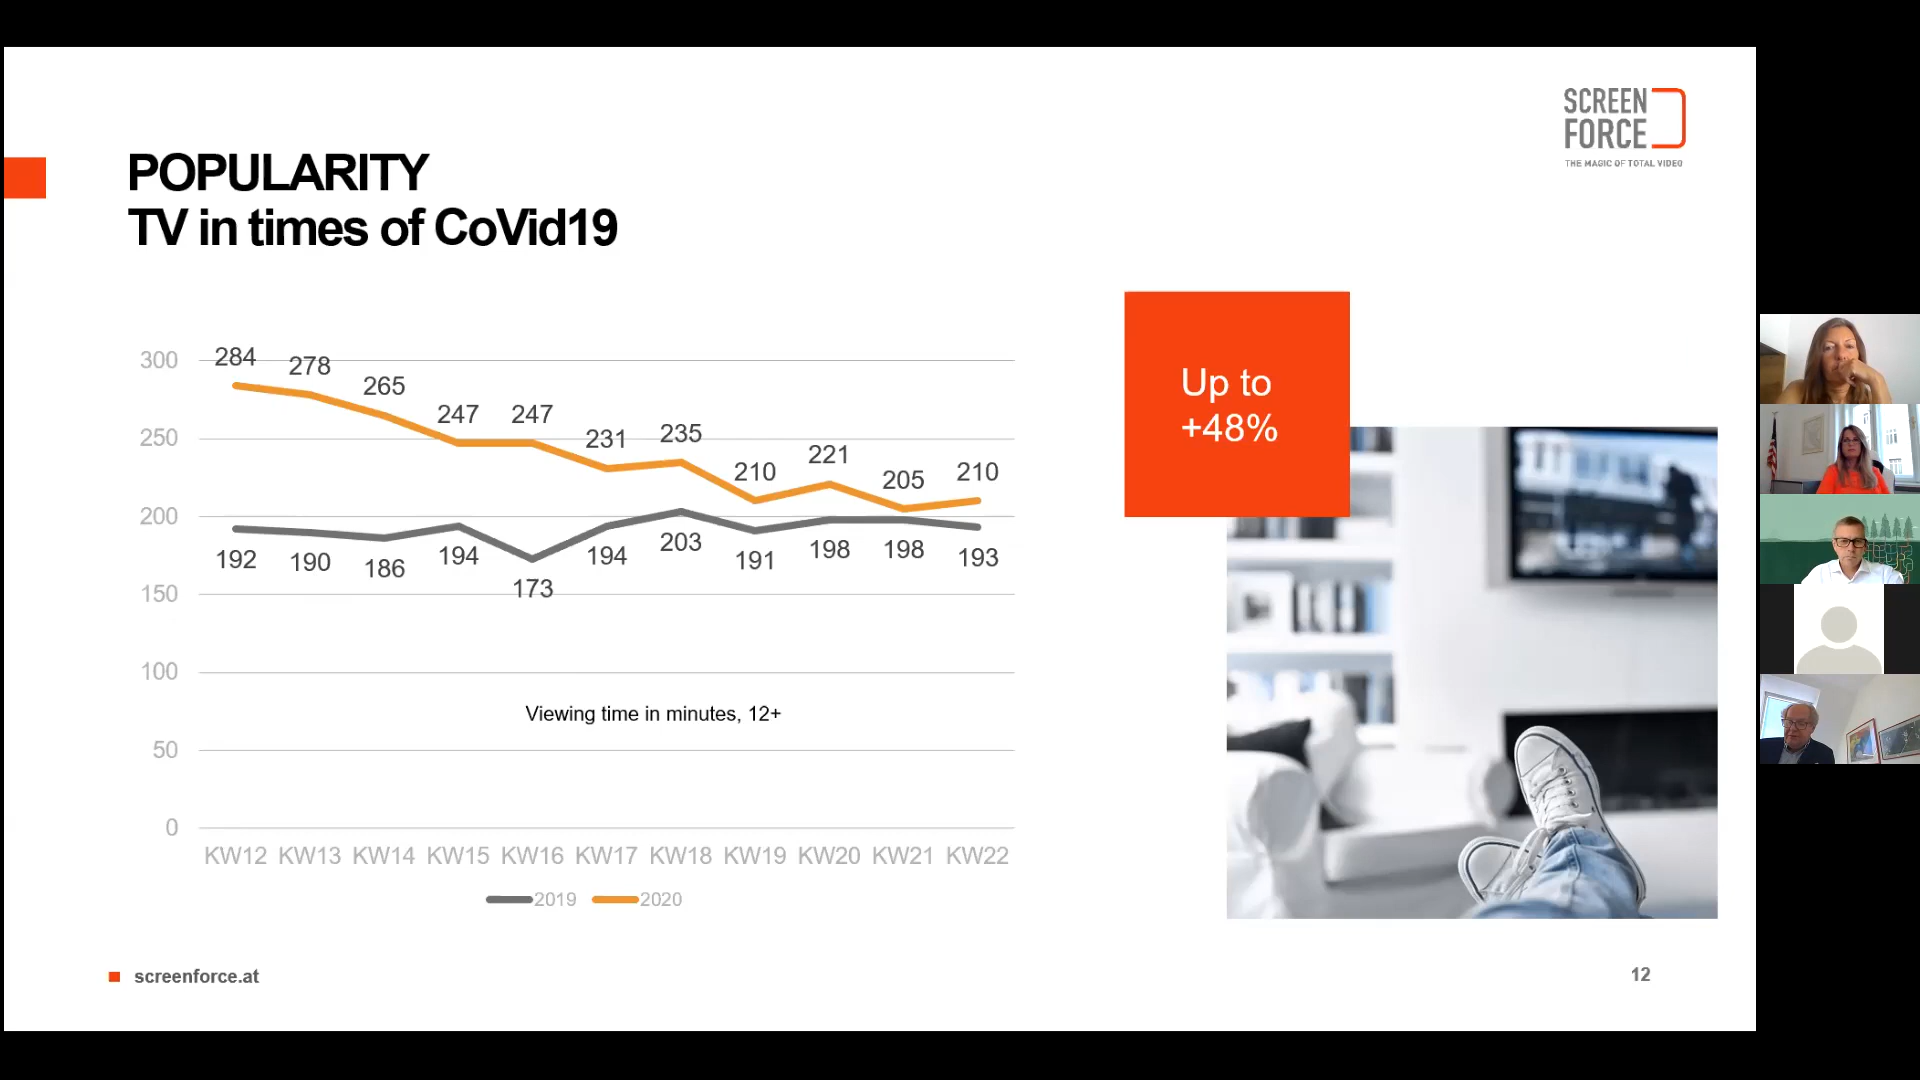 SCREEN
FORCE
THE MAGIC OF TOTAL VIDEO
POPULARITY
TV in times of CoVid19
Up to
+48%
300
250
200
150
100
50
0
284 278 265 247 247 231 235 210 221 205 210
192 190 186 194 173 194 203 191 198 198 193
Viewing time in minutes, 12+
KW12 KW13 KW14 KW15 KW16 KW17 KW18 KW19 KW20 KW21 KW22
2019 2020
screenforce.at
12